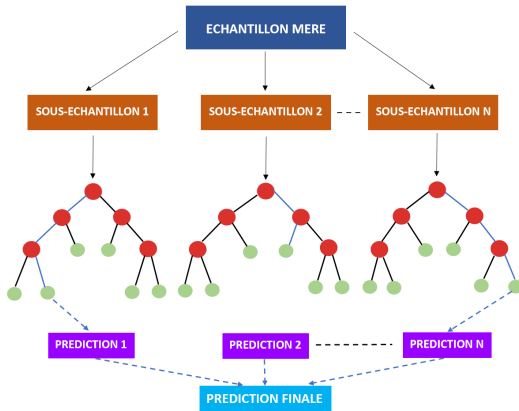 ECHANTILLON MERE
SOUS-ECHANTILLON 1
SOUS-ECHANTILLON 2
SOUS-ECHANTILLON N
PREDICTION 1
PREDICTION 2
PREDICTION N
PREDICTION FINALE